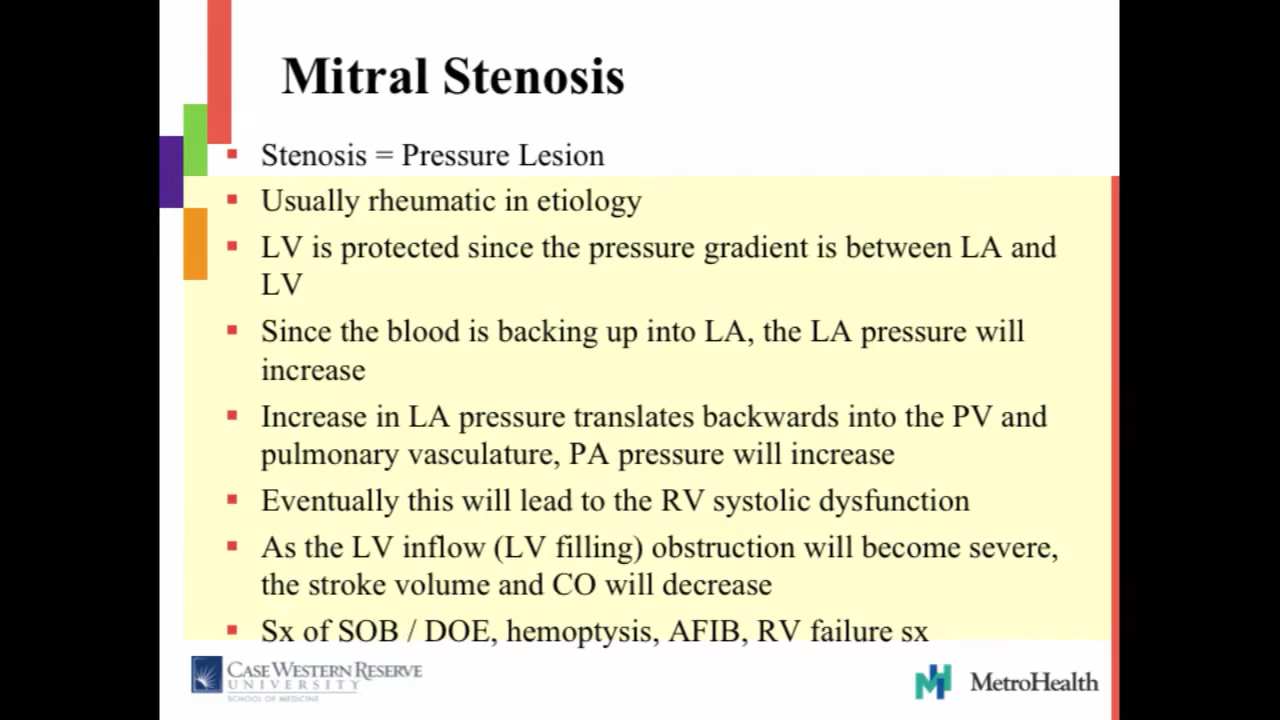 Mitral Stenosis
▪ Stenosis = Pressure Lesion
▪ Usually rheumatic in etiology
▪ LV is protected since the pressure gradient is between LA and
LV
▪ Since the blood is backing up into LA, the LA pressure will
increase
▪ Increase in LA pressure translates backwards into the PV and
pulmonary vasculature, PA pressure will increase
▪ Eventually this will lead to the RV systolic dysfunction
▪ As the LV inflow (LV filling) obstruction will become severe,
the stroke volume and CO will decrease
▪ Sx of SOB / DOE, hemoptysis, AFIB, RV failure sx
CASE WESTERN RESERVE
UNIVERSITY
SCHOOL OF MEDICINE
MetroHealth